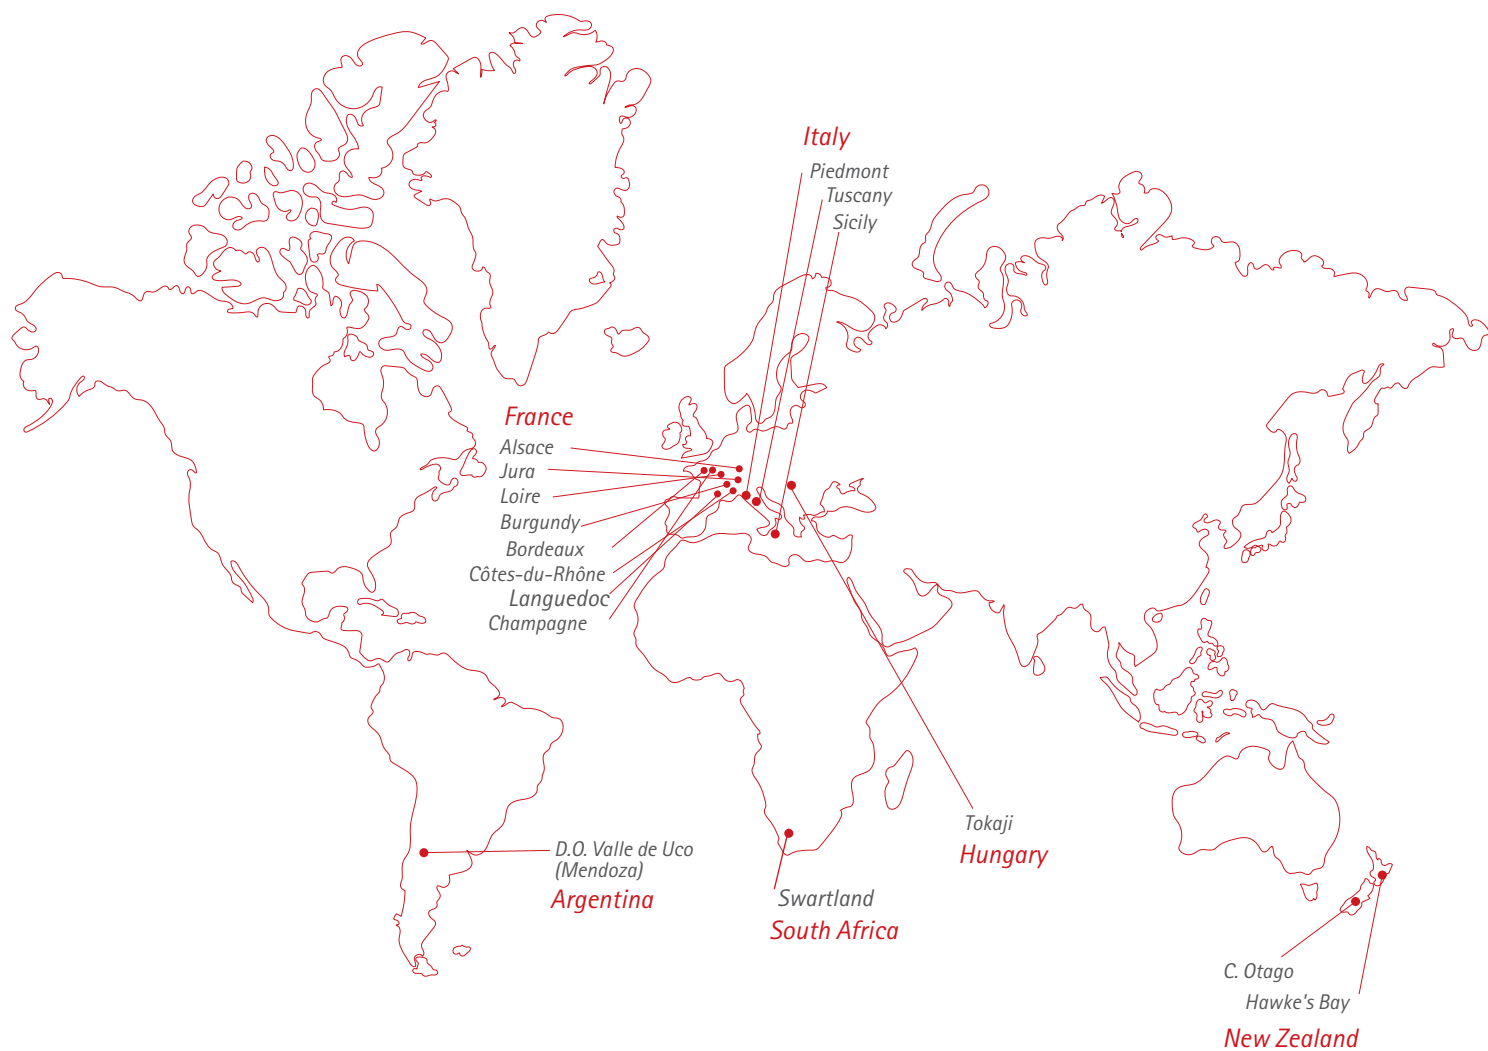 Italy
Piedmont
Tuscany
Sicily
France
Alsace
Jura
Loire
Burgundy
Bordeaux
Côtes-du-Rhône
Languedoc
Champagne
Tokaji
Hungary
D.O. Valle de Uco
(Mendoza)
Argentina
Swartland
South Africa
C. Otago
Hawke's Bay
New Zealand